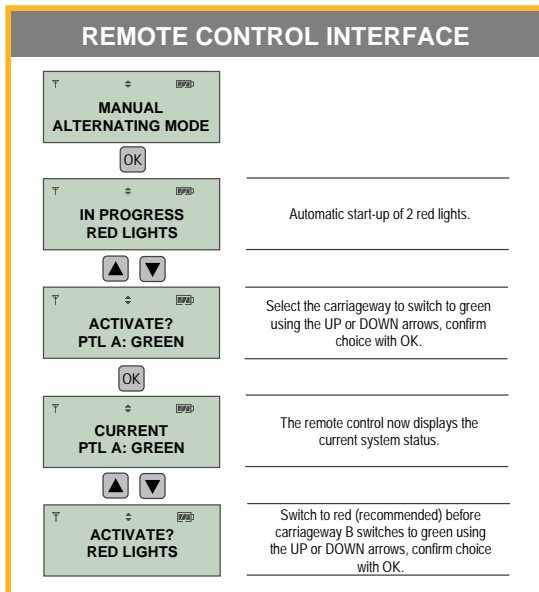 REMOTE CONTROL INTERFACE
MANUAL
ALTERNATING MODE
OK
IN PROGRESS
RED LIGHTS
Automatic start-up of 2 red lights.
ACTIVATE?
PTL A: GREEN
Select the carriageway to switch to green
using the UP or DOWN arrows, confirm
choice with OK.
OK
CURRENT
PTL A: GREEN
The remote control now displays the
current system status.
ACTIVATE?
RED LIGHTS
Switch to red (recommended) before
carriageway B switches to green using
the UP or DOWN arrows, confirm choice
with OK.